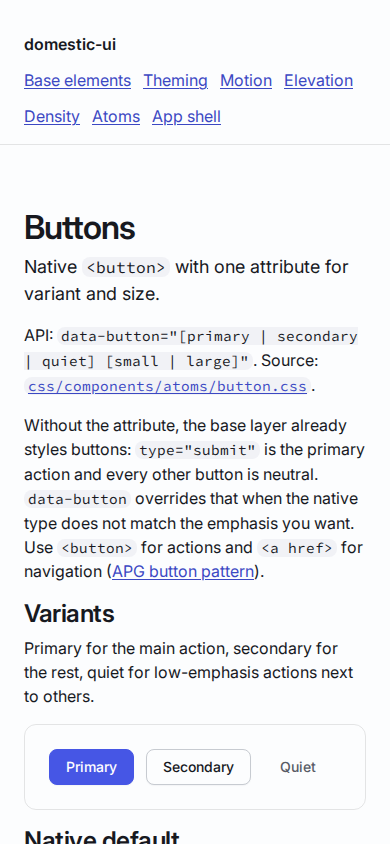 domestic-ui
Base elements Theming Motion Elevation
Density Atoms App shell
Buttons
Native <button> with one attribute for
variant and size.
API: data-button="[primary | secondary
| quiet] [small | large]". Source:
css/components/atoms/button.css.
Without the attribute, the base layer already
styles buttons: type="submit" is the primary
action and every other button is neutral.
data-button overrides that when the native
type does not match the emphasis you want.
Use <button> for actions and <a href> for
navigation (APG button pattern).
Variants
Primary for the main action, secondary for
the rest, quiet for low-emphasis actions next
to others.
Primary Secondary Quiet
Native default